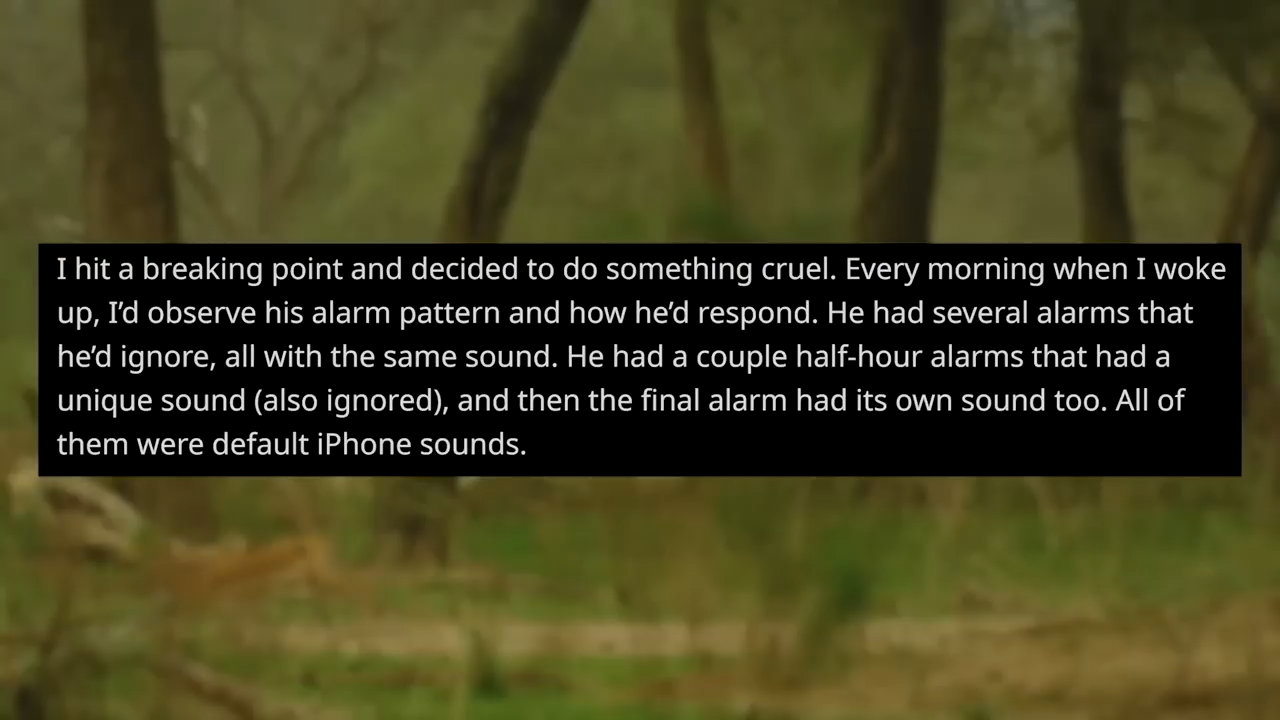 I hit a breaking point and decided to do something cruel. Every morning when I woke
up, I’d observe his alarm pattern and how he’d respond. He had several alarms that
he’d ignore, all with the same sound. He had a couple half-hour alarms that had a
unique sound (also ignored), and then the final alarm had its own sound too. All of
them were default iPhone sounds.